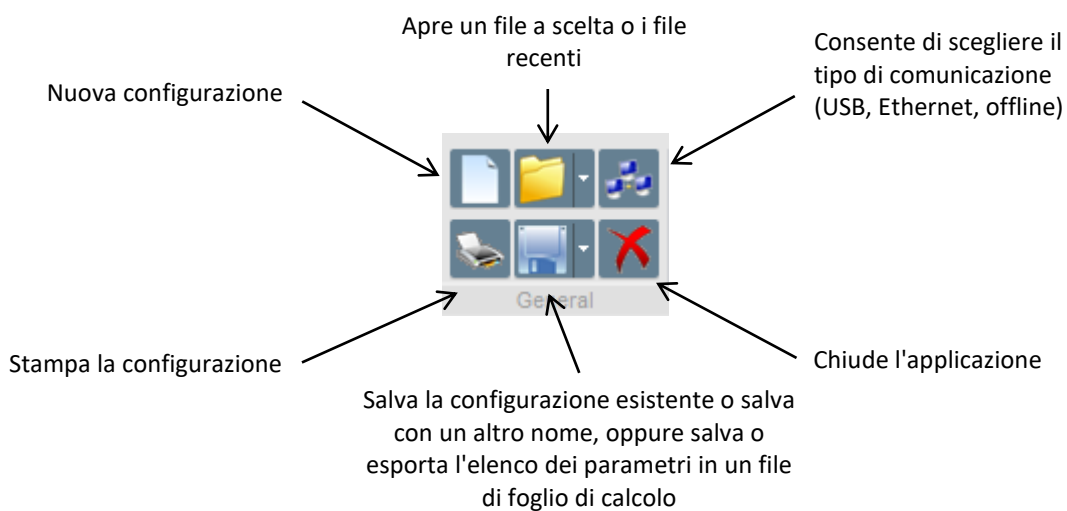 Apre un file a scelta o i file
recenti
Consente di scegliere il
tipo di comunicazione
(USB, Ethernet, offline)
Nuova configurazione
General
Stampa la configurazione
Chiude l'applicazione
Salva la configurazione esistente o salva
con un altro nome, oppure salva o
esporta l'elenco dei parametri in un file
di foglio di calcolo